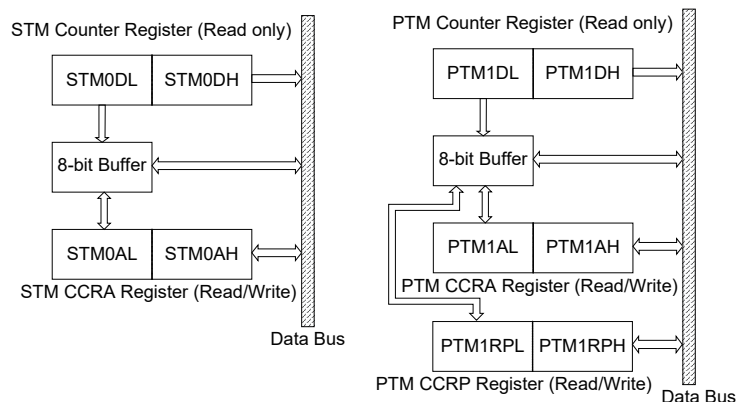 STM Counter Register (Read only)
STM0DL STM0DH
8-bit Buffer
STM0AL STM0AH
STM CCRA Register (Read/Write)
Data Bus
PTM Counter Register (Read only)
PTM1DL PTM1DH
8-bit Buffer
PTM1AL PTM1AH
PTM CCRA Register (Read/Write)
PTM1RPL PTM1RPH
PTM CCRP Register (Read/Write)
Data Bus